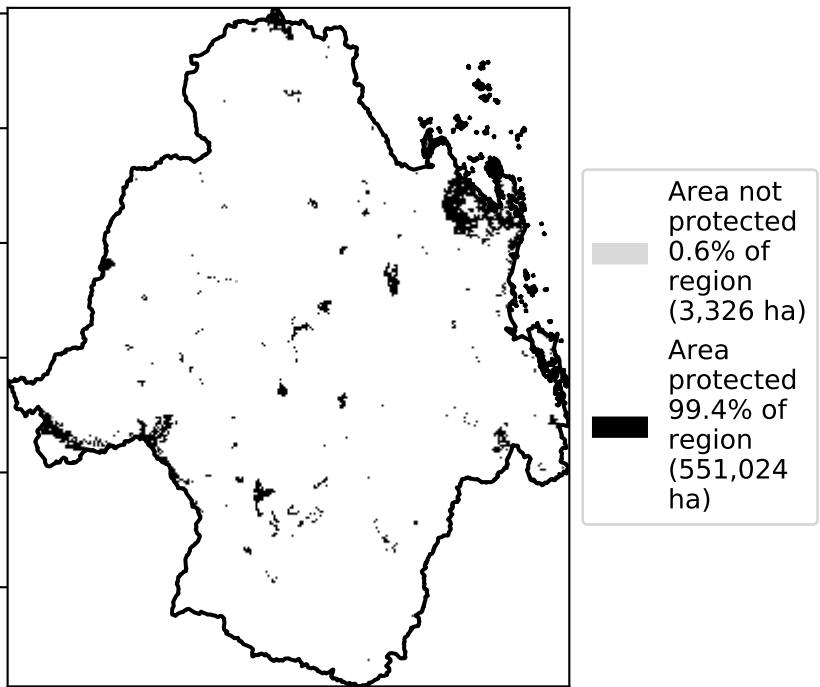 Area not
protected
0.6% of
region
(3,326 ha)
Area
protected
99.4% of
region
(551,024
ha)